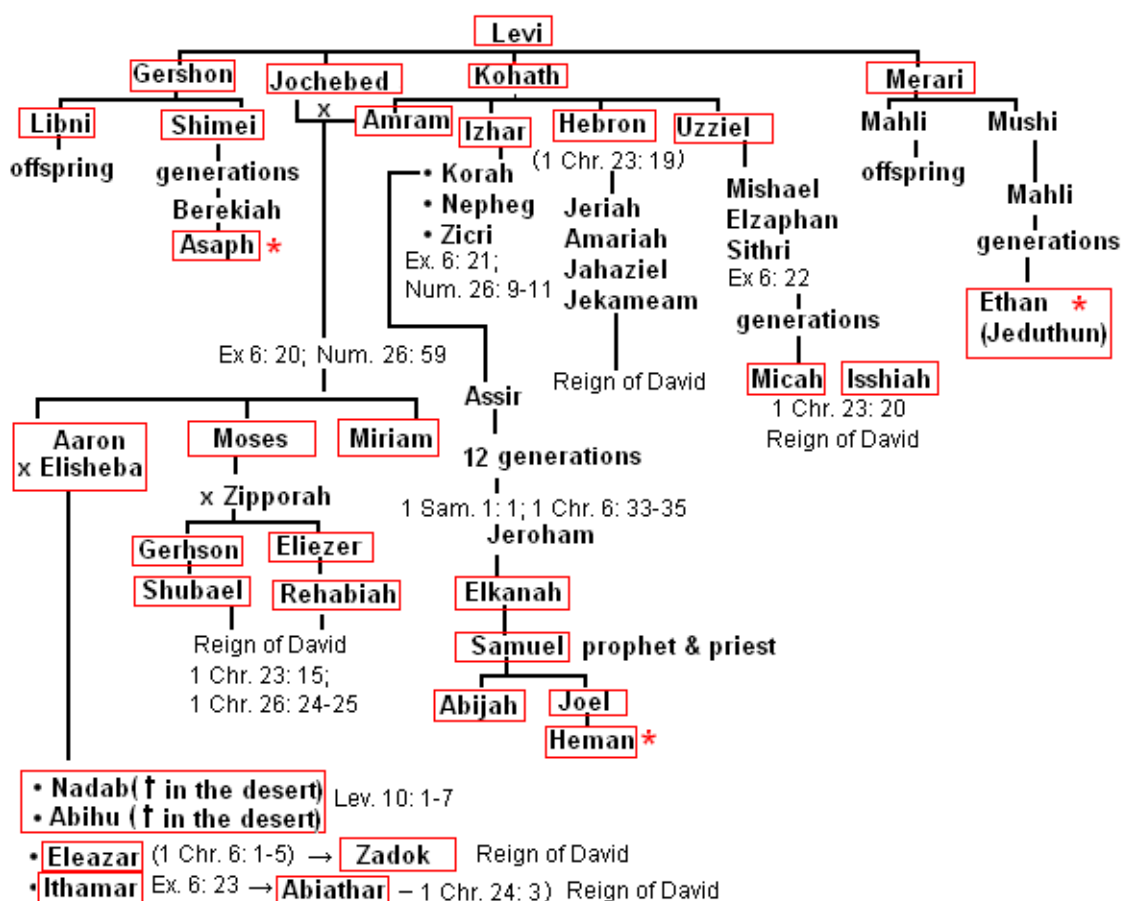 Levi
Gershon Jochebed Kohath Merari
x
Libni Shimei Amram Izhar Hebron Uzziel Mahli Mushi
offspring generations (1 Chr. 23: 19) offspring
Berekiah
Asaph *
• Korah
• Nepheg
• Zicri
Ex. 6: 21;
Num. 26: 9-11
Jeriah
Amariah
Jahaziel
Jekameam
Reign of David
Mishael
Elzaphan
Sithri
Ex 6: 22
generations
Micah Isshiah
1 Chr. 23: 20
Reign of David
Mahli
generations
Ethan *
(Jeduthun)
Ex 6: 20; Num. 26: 59
Aaron
x Elisheba
Moses
Miriam
x Zipporah
Gerhson Eliezer
Shubael Rehabiah
Reign of David
1 Chr. 23: 15;
1 Chr. 26: 24-25
Assir
12 generations
1 Sam. 1: 1; 1 Chr. 6: 33-35
Jeroham
Elkanah
Samuel prophet & priest
Abijah Joel
Heman *
• Nadab († in the desert) Lev. 10: 1-7
• Abihu († in the desert)
• Eleazar (1 Chr. 6: 1-5) → Zadok Reign of David
• Ithamar Ex. 6: 23 → Abiathar – 1 Chr. 24: 3) Reign of David